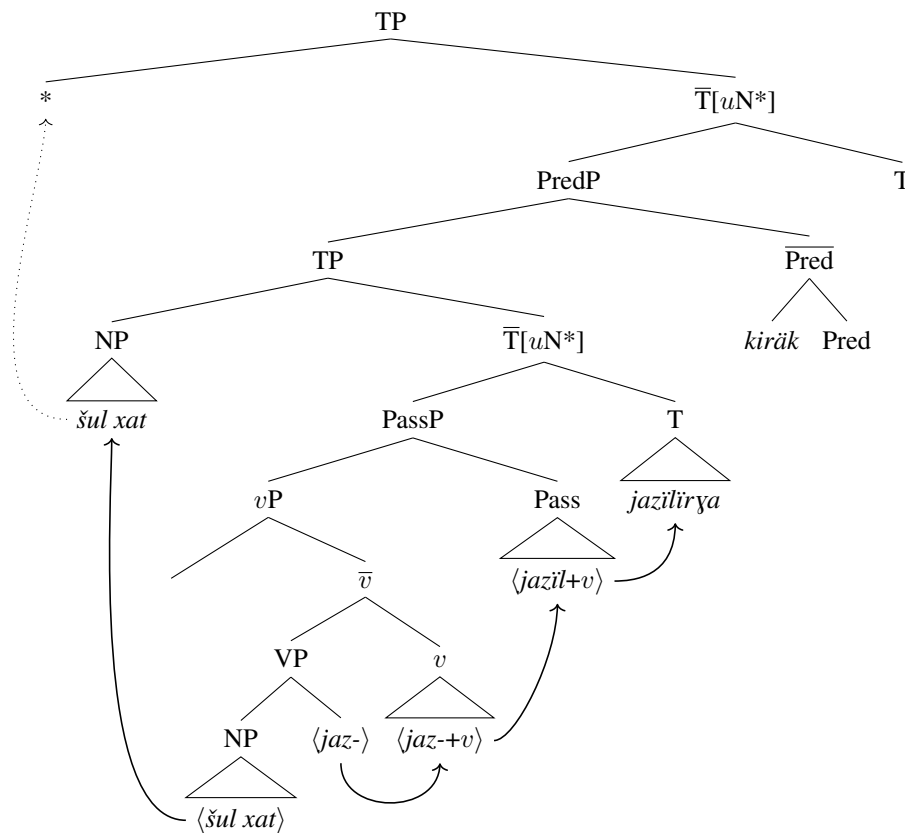 TP
* T̅[uN*]
PredP T
TP P̅r̅e̅d̅
NP T̅[uN*] kiräk Pred
šul xat PassP T
vP Pass jazïlïrɣa
v̅ ⟨jazïl+v⟩
VP v
NP ⟨jaz-⟩ ⟨jaz-+v⟩
⟨šul xat⟩